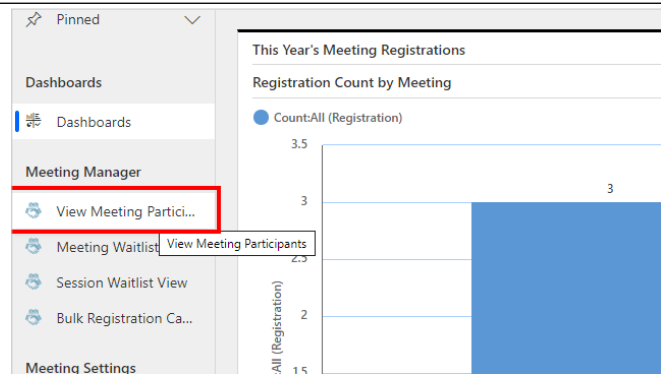 Pinned
Dashboards
Dashboards
Meeting Manager
View Meeting Partici...
Meeting Waitlist
View Meeting Participants
Session Waitlist View
Bulk Registration Ca...
Meeting Settings
This Year's Meeting Registrations
Registration Count by Meeting
Count:All (Registration)
3.5
3
3
2.5
2
1.5
:All (Registration)